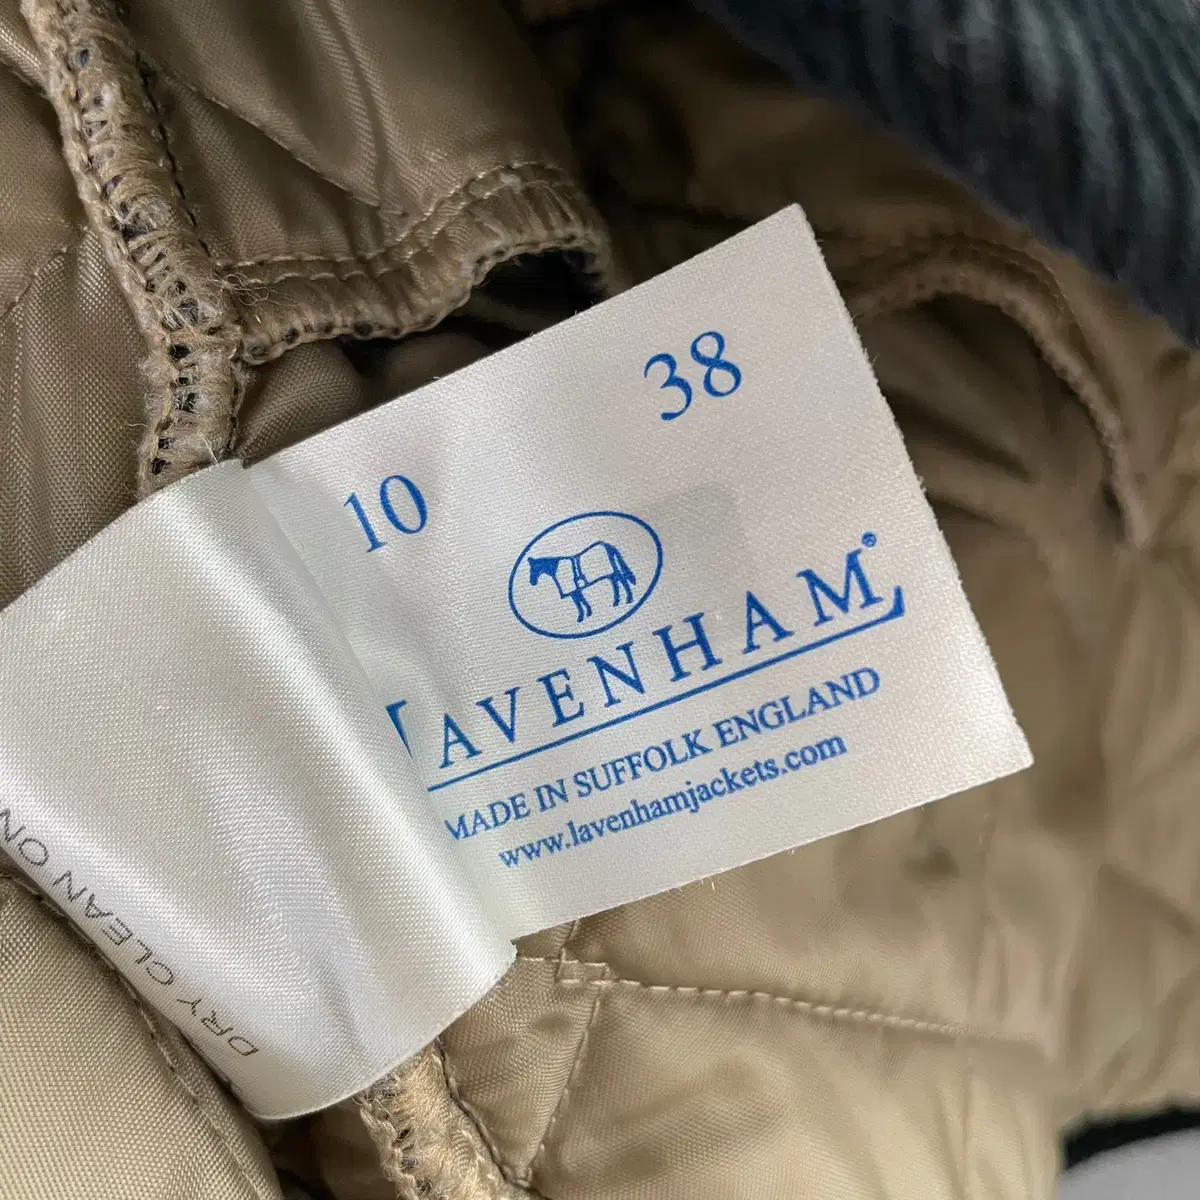 10 38
LAVENHAM®
MADE IN SUFFOLK ENGLAND
www.lavenhamjackets.com
DRY CLEAN ON